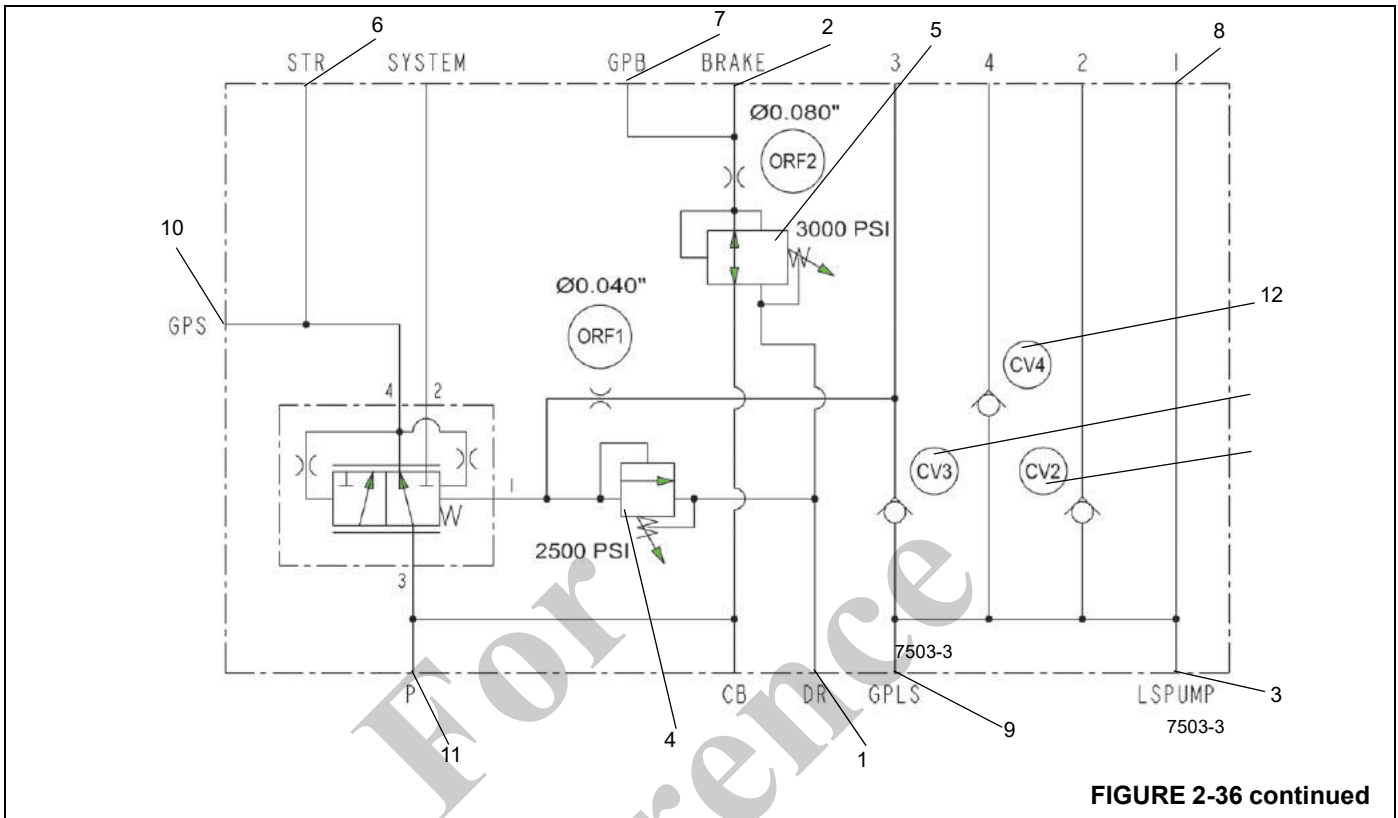 6 7 2 5 8
STR SYSTEM GPB BRAKE 3 4 2 1
Ø0.080"
ORF2
10
3000 PSI
Ø0.040"
12
GPS
ORF1
CV4
4 2
CV3 CV2
1
2500 PSI
3
7503-3
P CB DR GPLS LSPUMP 3
7503-3
11 4 1 9
For
erence
FIGURE 2-36 continued